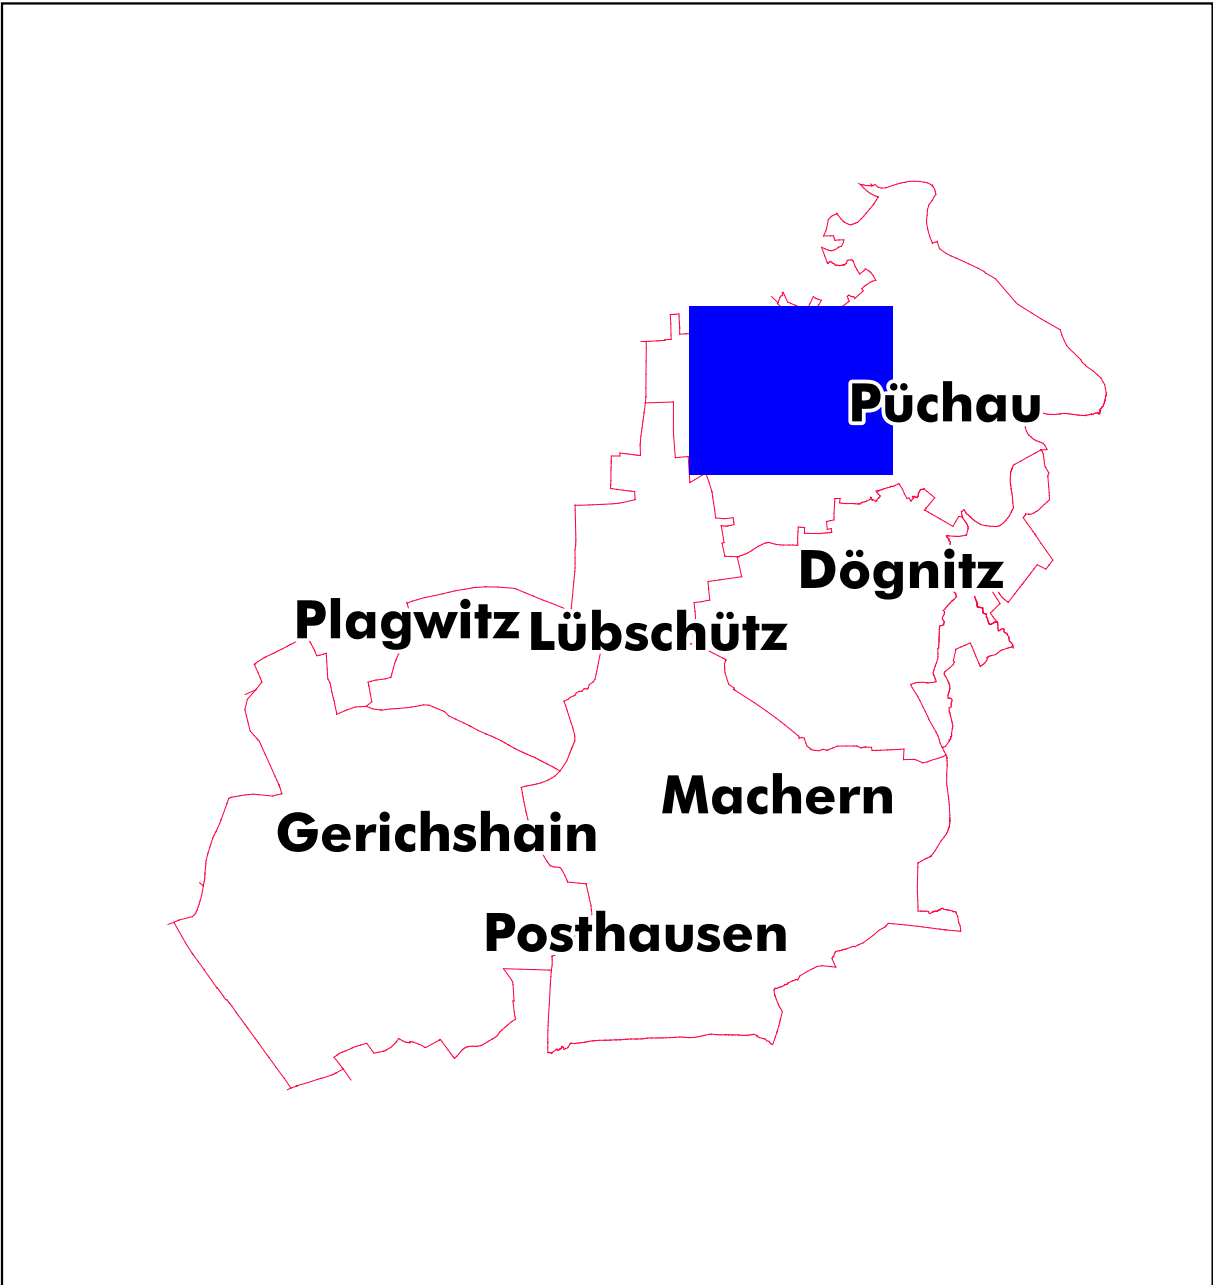 Püchau
Dögnitz
Plagwitz
Lübschütz
Machern
Gerichshain
Posthausen